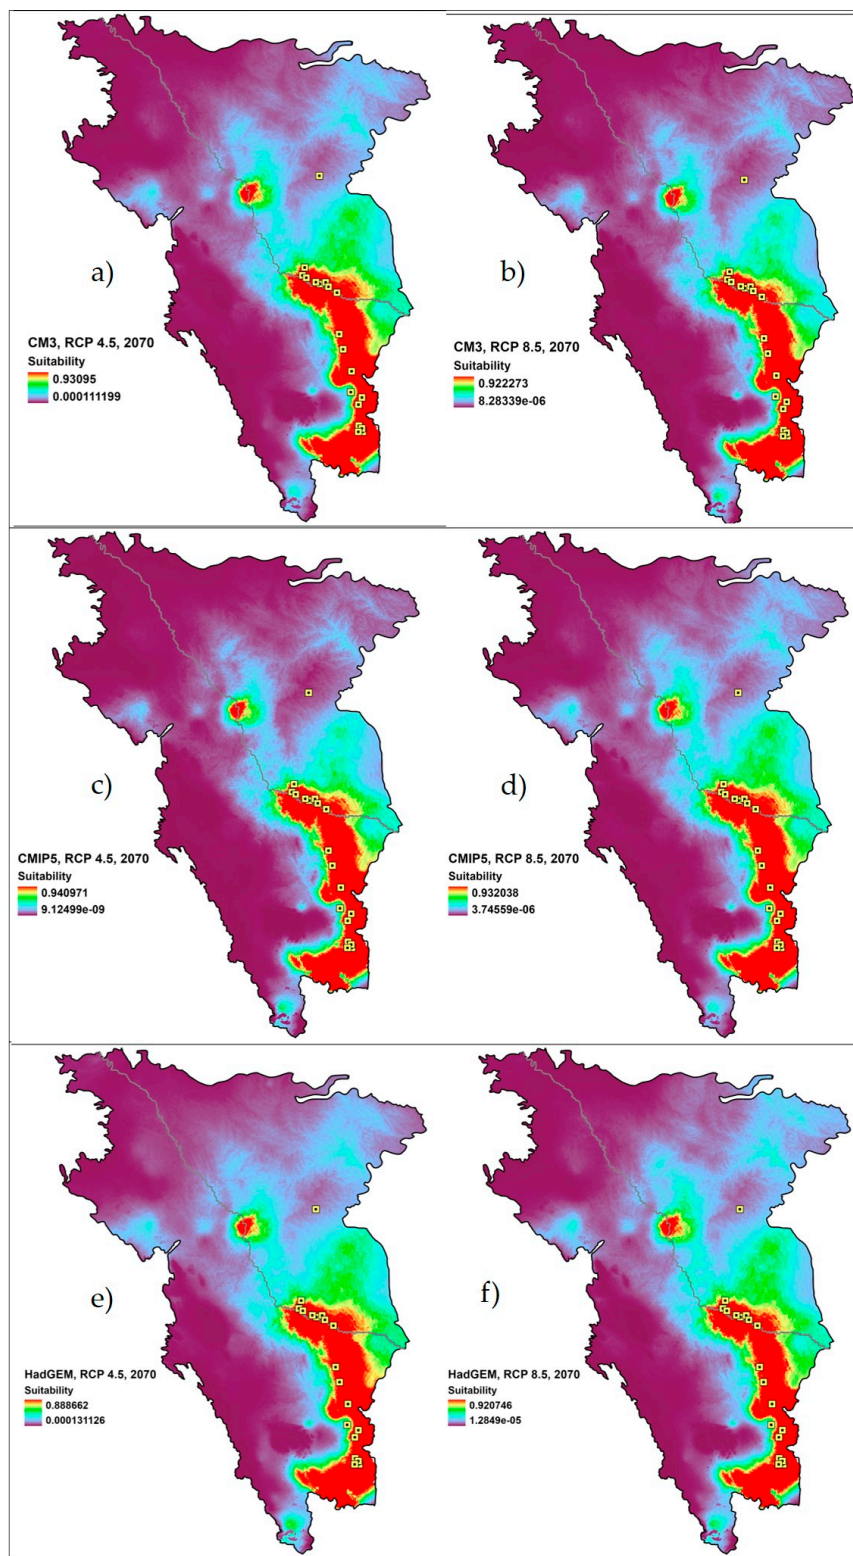 a)
CM3, RCP 4.5, 2070
Suitability
0.93095
0.000111199
b)
CM3, RCP 8.5, 2070
Suitability
0.922273
8.28339e-06
c)
CMIP5, RCP 4.5, 2070
Suitability
0.940971
9.12499e-09
d)
CMIP5, RCP 8.5, 2070
Suitability
0.932038
3.74559e-06
e)
HadGEM, RCP 4.5, 2070
Suitability
0.888662
0.000131126
f)
HadGEM, RCP 8.5, 2070
Suitability
0.920746
1.2849e-05